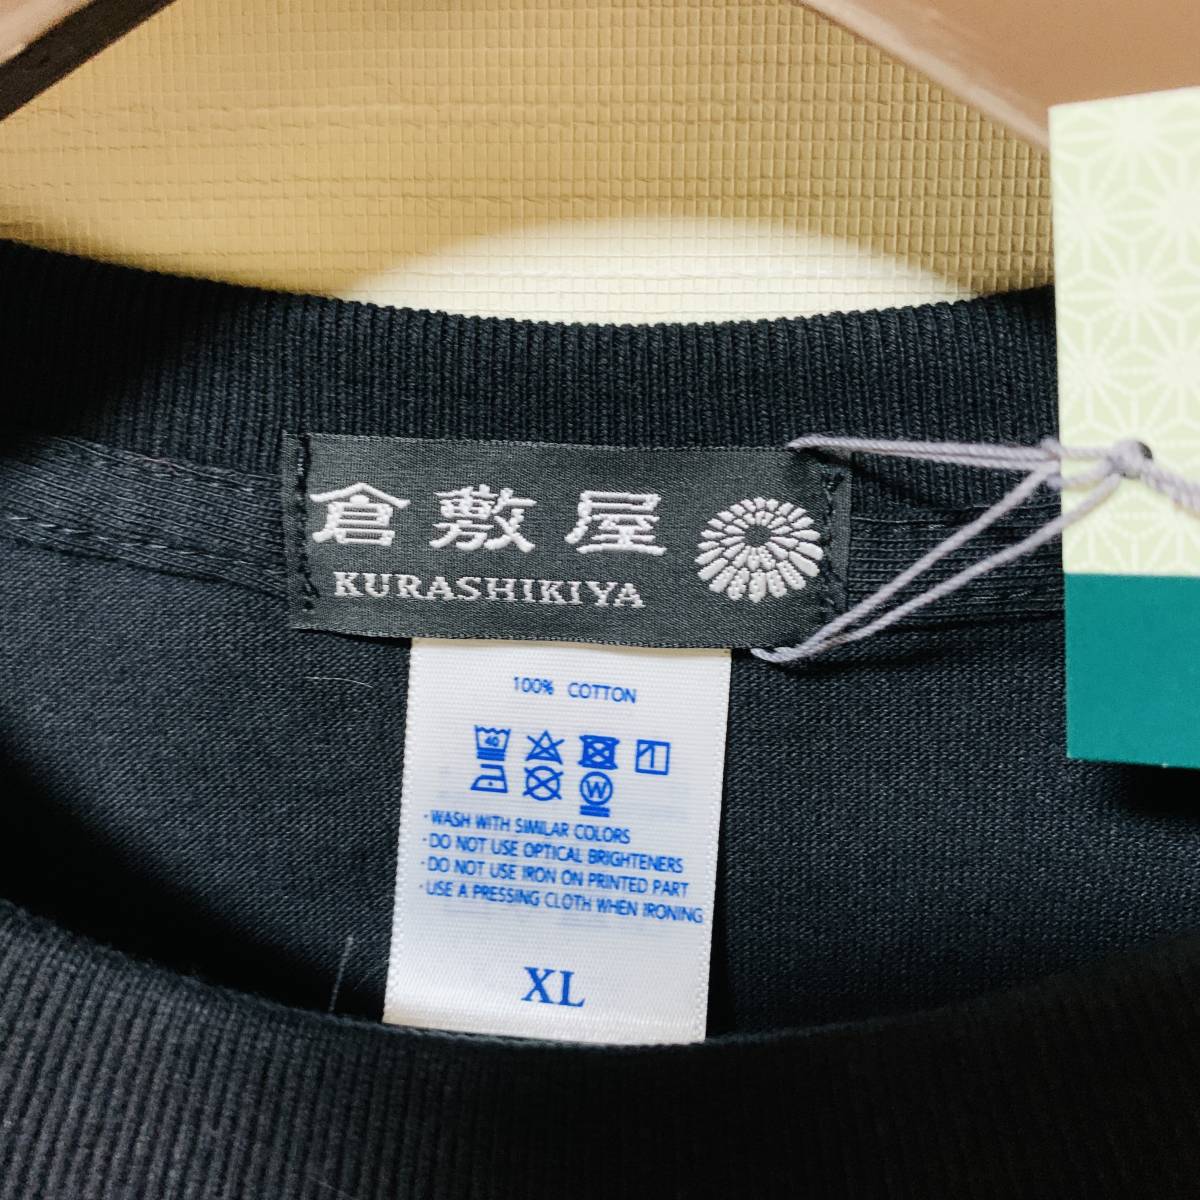 倉敷屋
KURASHIKIYA
100% COTTON
40
W
・WASH WITH SIMILAR COLORS
・DO NOT USE OPTICAL BRIGHTENERS
・DO NOT USE IRON ON PRINTED PART
・USE A PRESSING CLOTH WHEN IRONING
XL